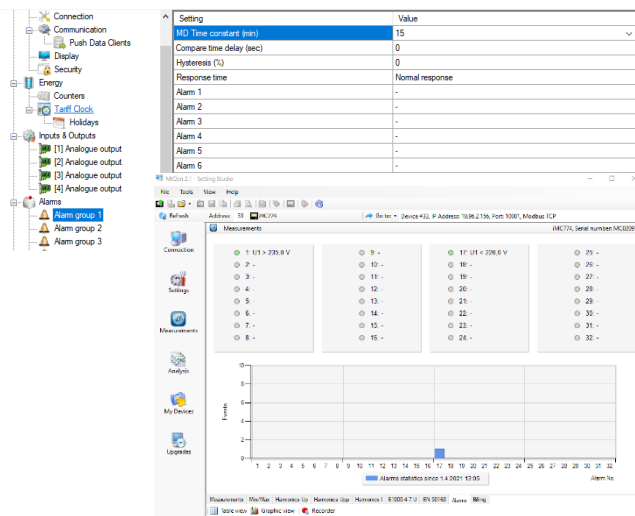 Connection
Communication
Push Data Clients
Display
Security
Energy
Counters
Tariff Clock
Holidays
Inputs & Outputs
[1] Analogue output
[2] Analogue output
[3] Analogue output
[4] Analogue output
Alarms
Alarm group 1
Alarm group 2
Alarm group 3
Setting Value
MD Time constant (min) 15
Compare time delay (sec) 0
Hysteresis (%) 0
Response time Normal response
Alarm 1 -
Alarm 2 -
Alarm 3 -
Alarm 4 -
Alarm 5 -
Alarm 6 -
MiQen 2.1 - Setting Studio
File Tools View Help
Refresh Address: 33 iMC774 Go to: Device #33, IP Address: 10.96.2.156, Port: 10001, Modbus TCP
Measurements iMC774, Serial number: MC0209
Connection
Settings
Measurements
Analysis
My Devices
Upgrades
1: U1 > 235,0 V 9: - 17: U1 < 220,0 V 25: -
2: - 10: - 18: - 26: -
3: - 11: - 19: - 27: -
4: - 12: - 20: - 28: -
5: - 13: - 21: - 29: -
6: - 14: - 22: - 30: -
7: - 15: - 23: - 31: -
8: - 16: - 24: - 32: -
Events
10
8
6
4
2
0
1 2 3 4 5 6 7 8 9 10 11 12 13 14 15 16 17 18 19 20 21 22 23 24 25 26 27 28 29 30 31 32
Alarms statistics since 1.4.2021 13:05 Alarm No.
Measurements Min/Max Harmonics Up Harmonics Upp Harmonics I 61000-4-7 U EN 50160 Alarms Billing
Table view Graphic view Recorder